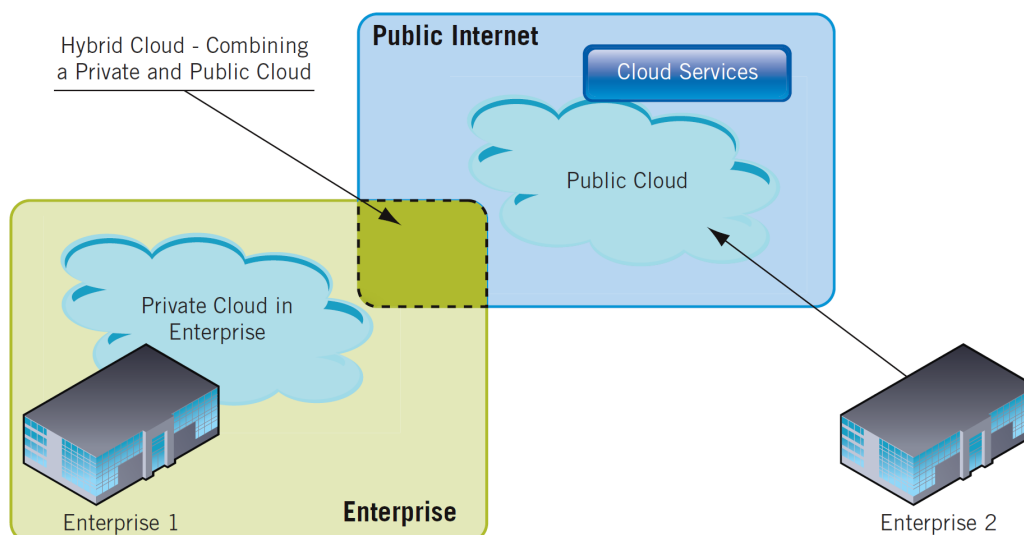 Hybrid Cloud - Combining
a Private and Public Cloud
Public Internet
Cloud Services
Public Cloud
Private Cloud in
Enterprise
Enterprise
Enterprise 1
Enterprise 2